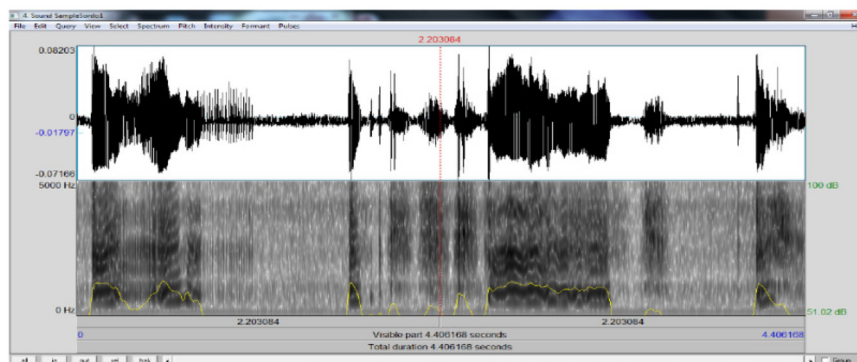 4. Sound SampleSonido1
File Edit Query View Select Spectrum Pitch Intensity Formant Pulses
2.203084
0.08203
0
-0.01797
-0.07166
5000 Hz
100 dB
0 Hz
51.02 dB
2.203084 2.203084
0 Visible part 4.406168 seconds 4.406168
Total duration 4.406168 seconds
all in out sel bak Group